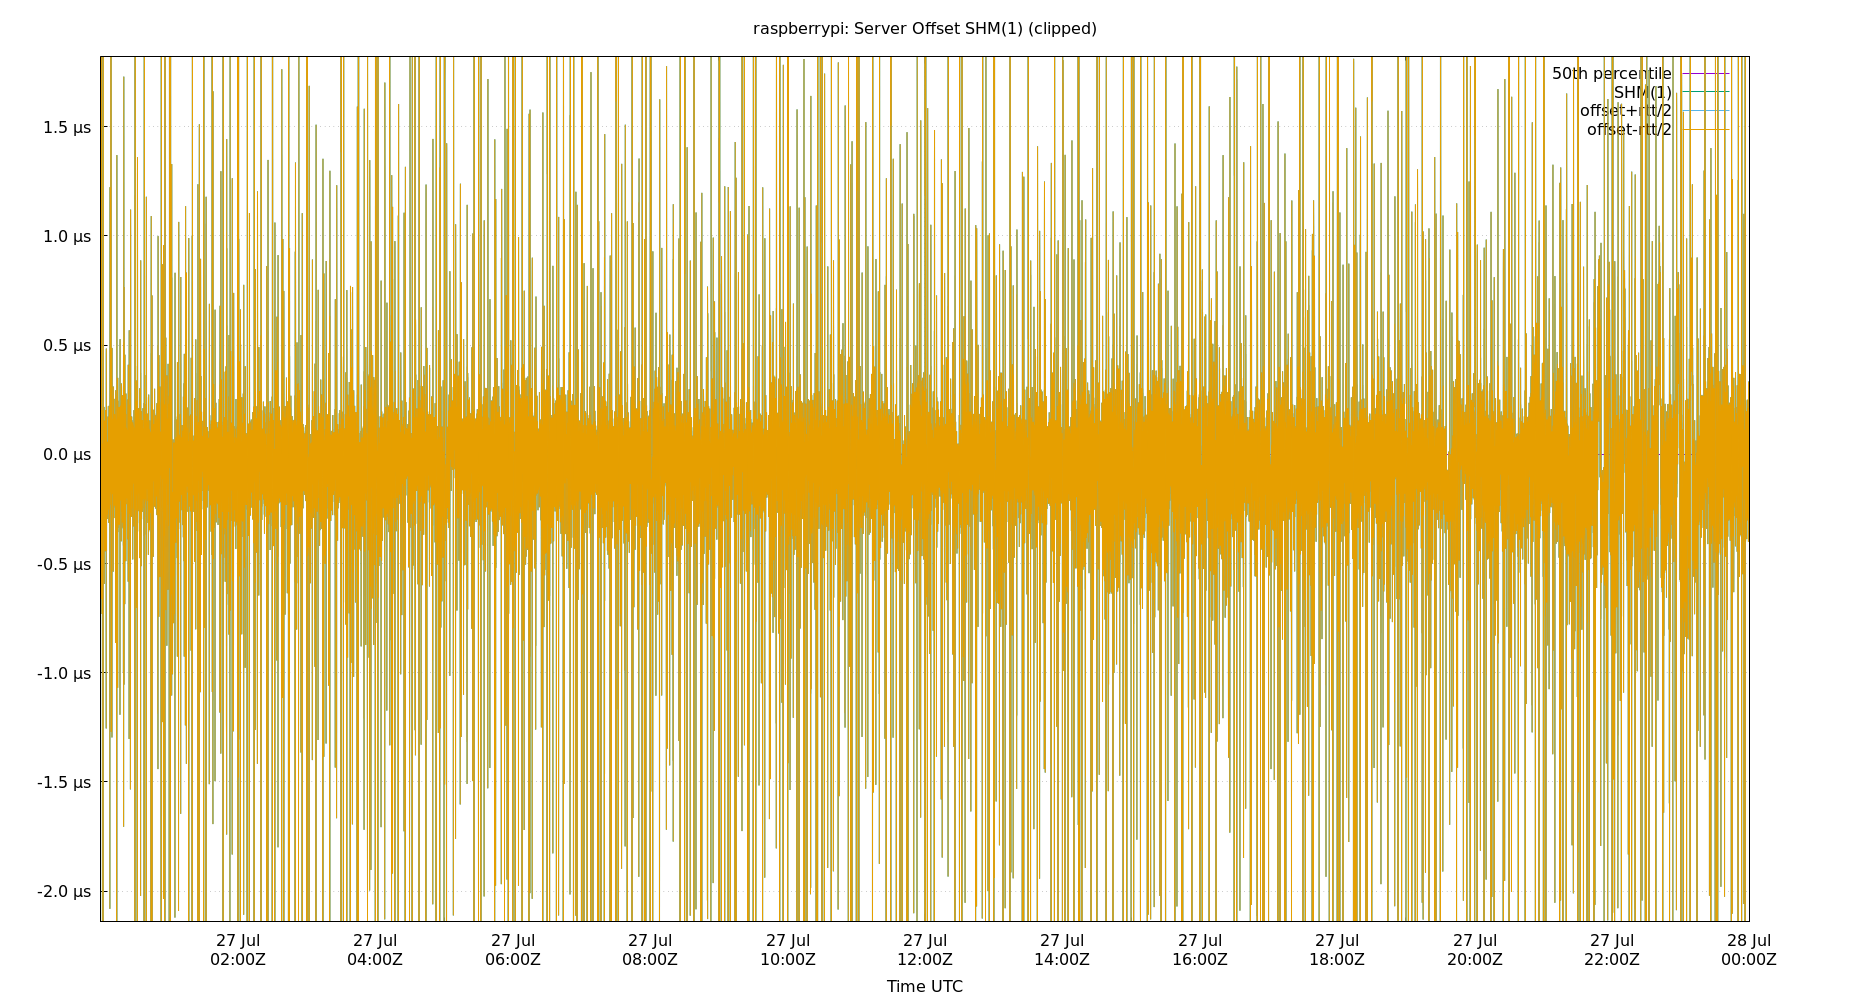 raspberrypi: Server Offset SHM(1) (clipped)
50th percentile
SHM(1)
offset+rtt/2
offset-rtt/2
1.5 µs
1.0 µs
0.5 µs
0.0 µs
-0.5 µs
-1.0 µs
-1.5 µs
-2.0 µs
27 Jul 27 Jul 27 Jul 27 Jul 27 Jul 27 Jul 27 Jul 27 Jul 27 Jul 27 Jul 27 Jul 28 Jul
02:00Z 04:00Z 06:00Z 08:00Z 10:00Z 12:00Z 14:00Z 16:00Z 18:00Z 20:00Z 22:00Z 00:00Z
Time UTC